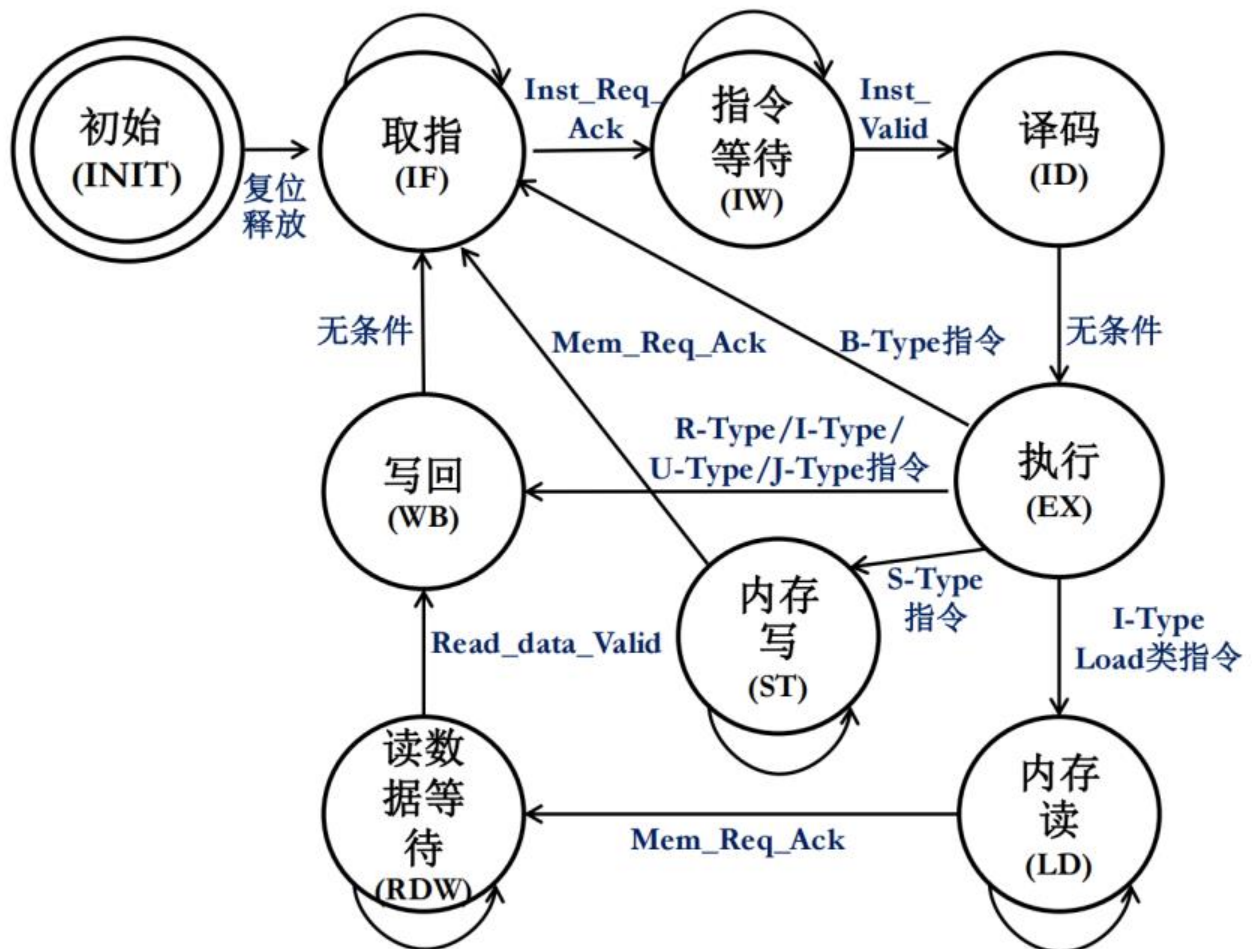 初始
(INIT)
复位
释放
取指
(IF)
Inst_Req_
Ack
指令
等待
(IW)
Inst_
Valid
译码
(ID)
无条件
Mem_Req_Ack
B-Type指令
无条件
R-Type/I-Type/
U-Type/J-Type指令
写回
(WB)
执行
(EX)
S-Type
指令
内存
写
(ST)
I-Type
Load类指令
Read_data_Valid
读数
据等
待
(RDW)
Mem_Req_Ack
内存
读
(LD)